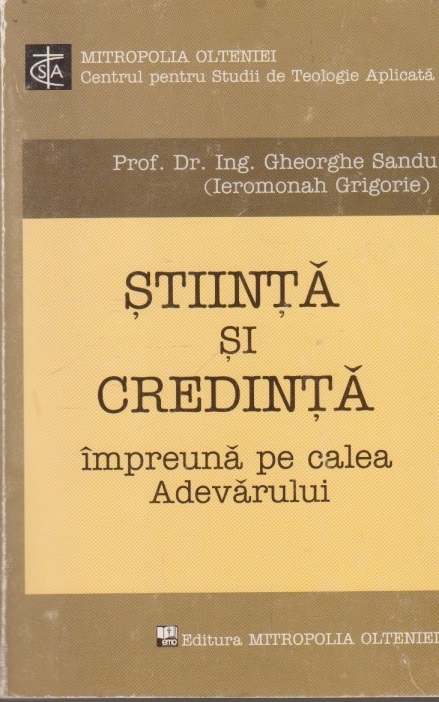 CSTA
MITROPOLIA OLTENIEI
Centrul pentru Studii de Teologie Aplicată
Prof. Dr. Ing. Gheorghe Sandu
(Ieromonah Grigorie)
ȘTIINȚĂ
ȘI
CREDINȚĂ
împreună pe calea
Adevărului
emo
Editura MITROPOLIA OLTENIEI